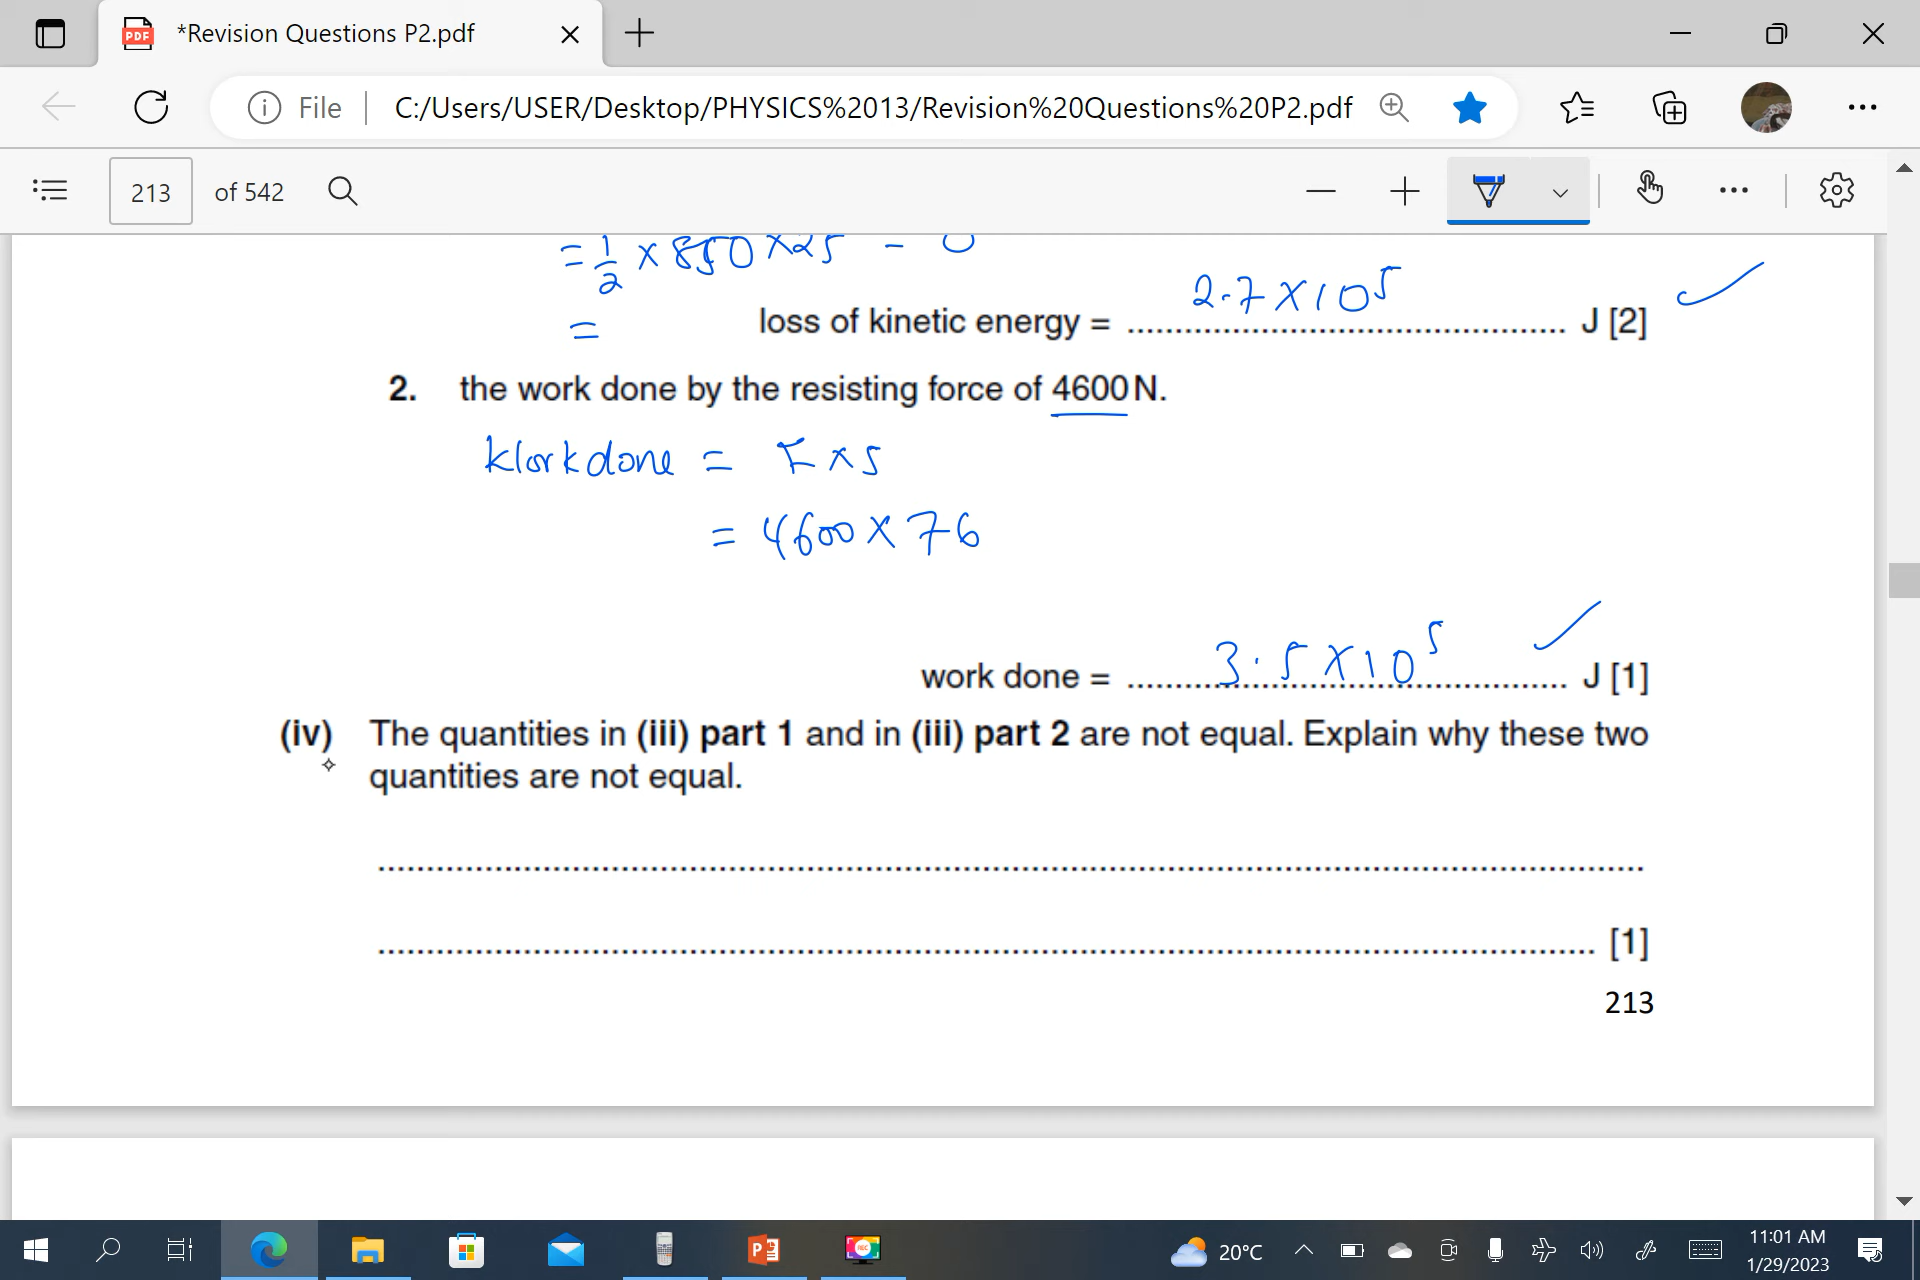 *Revision Questions P2.pdf
File C:/Users/USER/Desktop/PHYSICS%2013/Revision%20Questions%20P2.pdf
213 of 542
= 1/2 × 850 × 25 - 0
2.7 × 10^5
= loss of kinetic energy = .......... J [2]
2. the work done by the resisting force of 4600 N.
Workdone = F × s
= 4600 × 76
3.5 × 10^5
work done = .......... J [1]
(iv) The quantities in (iii) part 1 and in (iii) part 2 are not equal. Explain why these two
quantities are not equal.
..........
.......... [1]
213
20°C
11:01 AM
1/29/2023